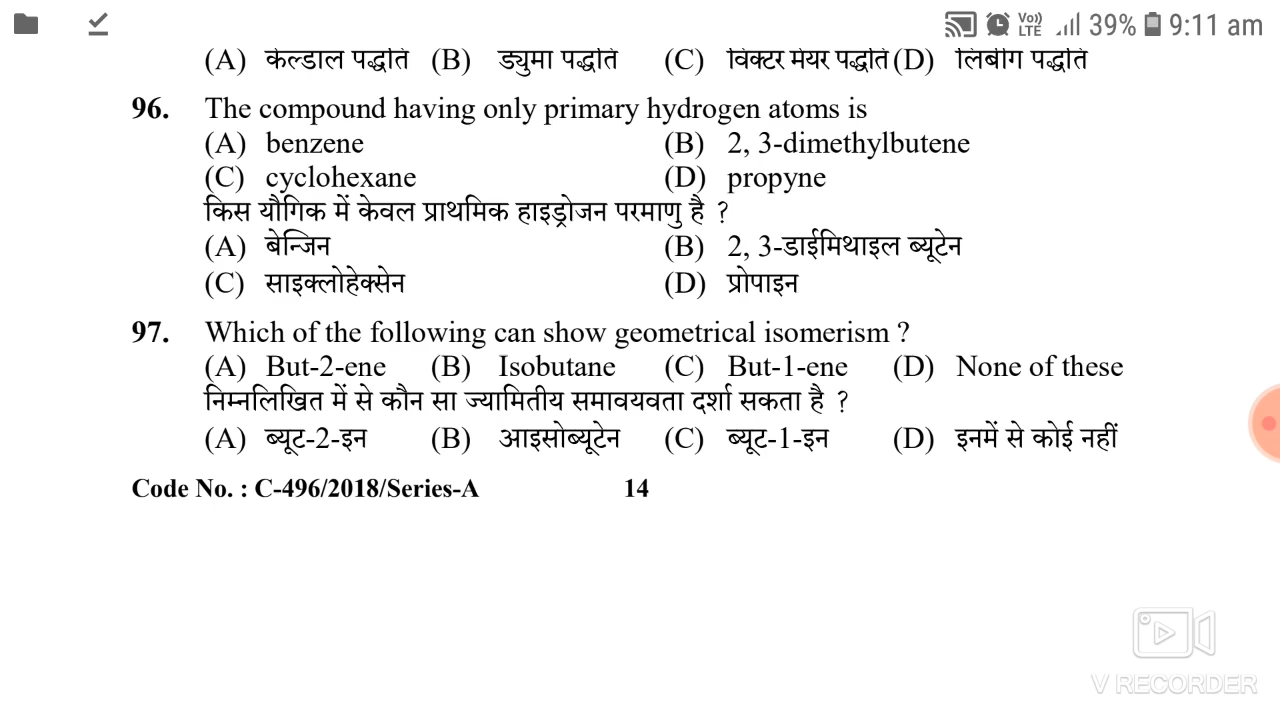 Vo)) LTE 39% 9:11 am
(A) केल्डाल पद्धति (B) ड्युमा पद्धति (C) विक्टर मेयर पद्धति (D) लिबीग पद्धति
96. The compound having only primary hydrogen atoms is
(A) benzene (B) 2, 3-dimethylbutene
(C) cyclohexane (D) propyne
किस यौगिक में केवल प्राथमिक हाइड्रोजन परमाणु है ?
(A) बेन्जिन (B) 2, 3-डाईमिथाइल ब्यूटेन
(C) साइक्लोहेक्सेन (D) प्रोपाइन
97. Which of the following can show geometrical isomerism ?
(A) But-2-ene (B) Isobutane (C) But-1-ene (D) None of these
निम्नलिखित में से कौन सा ज्यामितीय समावयवता दर्शा सकता है ?
(A) ब्यूट-2-इन (B) आइसोब्यूटेन (C) ब्यूट-1-इन (D) इनमें से कोई नहीं
Code No. : C-496/2018/Series-A 14
V RECORDER